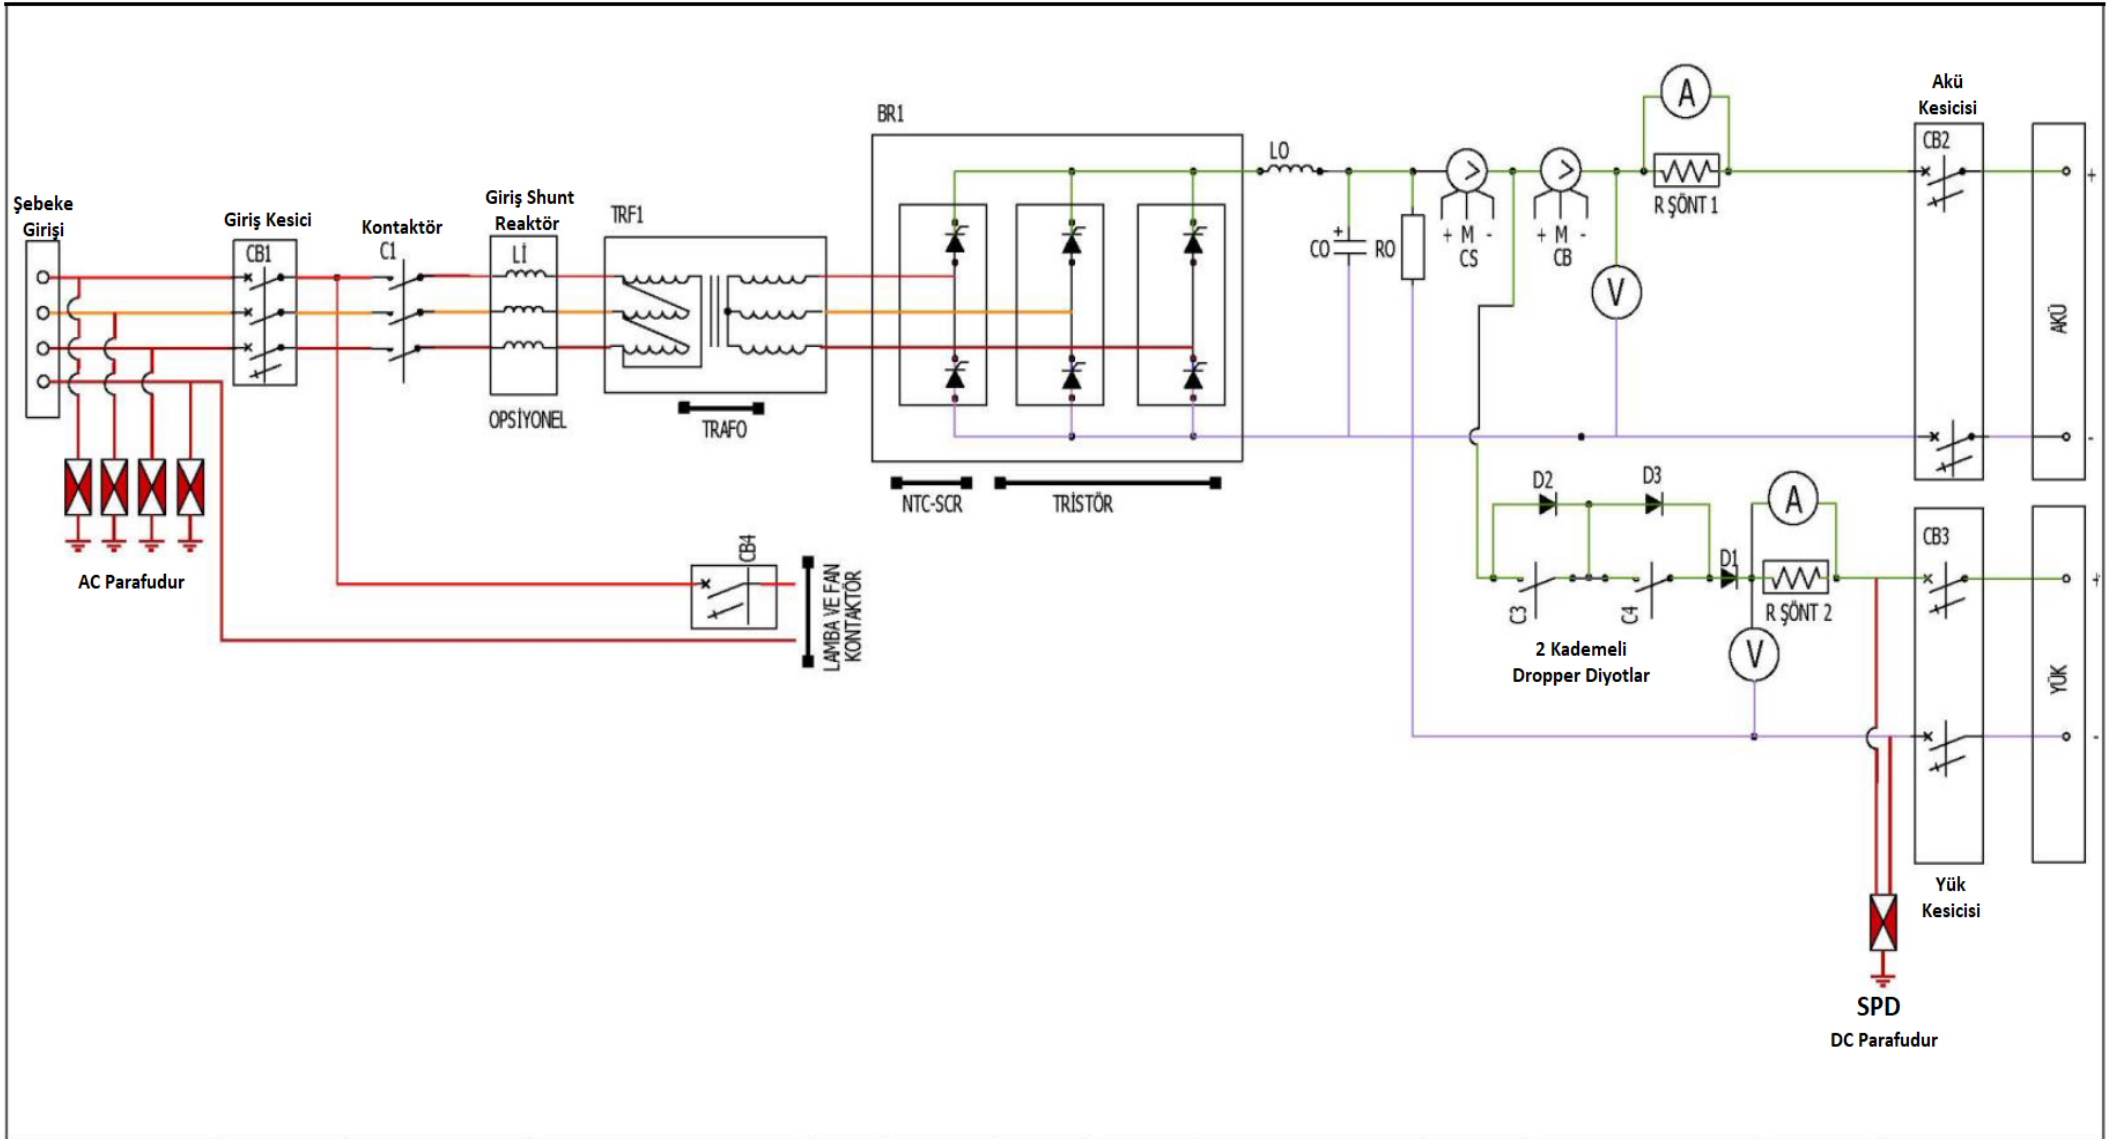 Şebeke
Girişi
Giriş Kesici
CB1
Kontaktör
C1
Giriş Shunt
Reaktör
Lİ
OPSİYONEL
TRF1
TRAFO
BR1
NTC-SCR
TRİSTÖR
LO
CO
+
RO
+ M -
CS
+ M -
CB
A
R ŞÖNT 1
V
Akü
Kesicisi
CB2
AKÜ
+
-
AC Parafudur
CB4
LAMBA VE FAN
KONTAKTÖR
D2
D3
C3
C4
D1
2 Kademeli
Dropper Diyotlar
A
R ŞÖNT 2
V
CB3
YÜK
+
-
Yük
Kesicisi
SPD
DC Parafudur